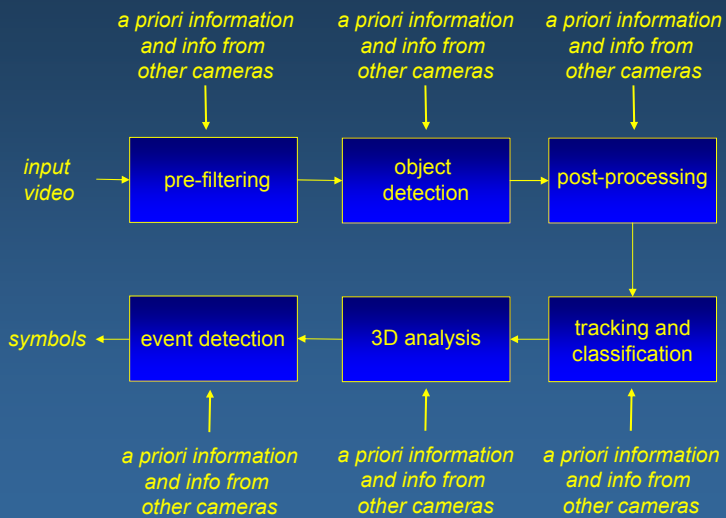 a priori information
and info from
other cameras
a priori information
and info from
other cameras
a priori information
and info from
other cameras
input
video
pre-filtering
object
detection
post-processing
symbols
event detection
3D analysis
tracking and
classification
a priori information
and info from
other cameras
a priori information
and info from
other cameras
a priori information
and info from
other cameras